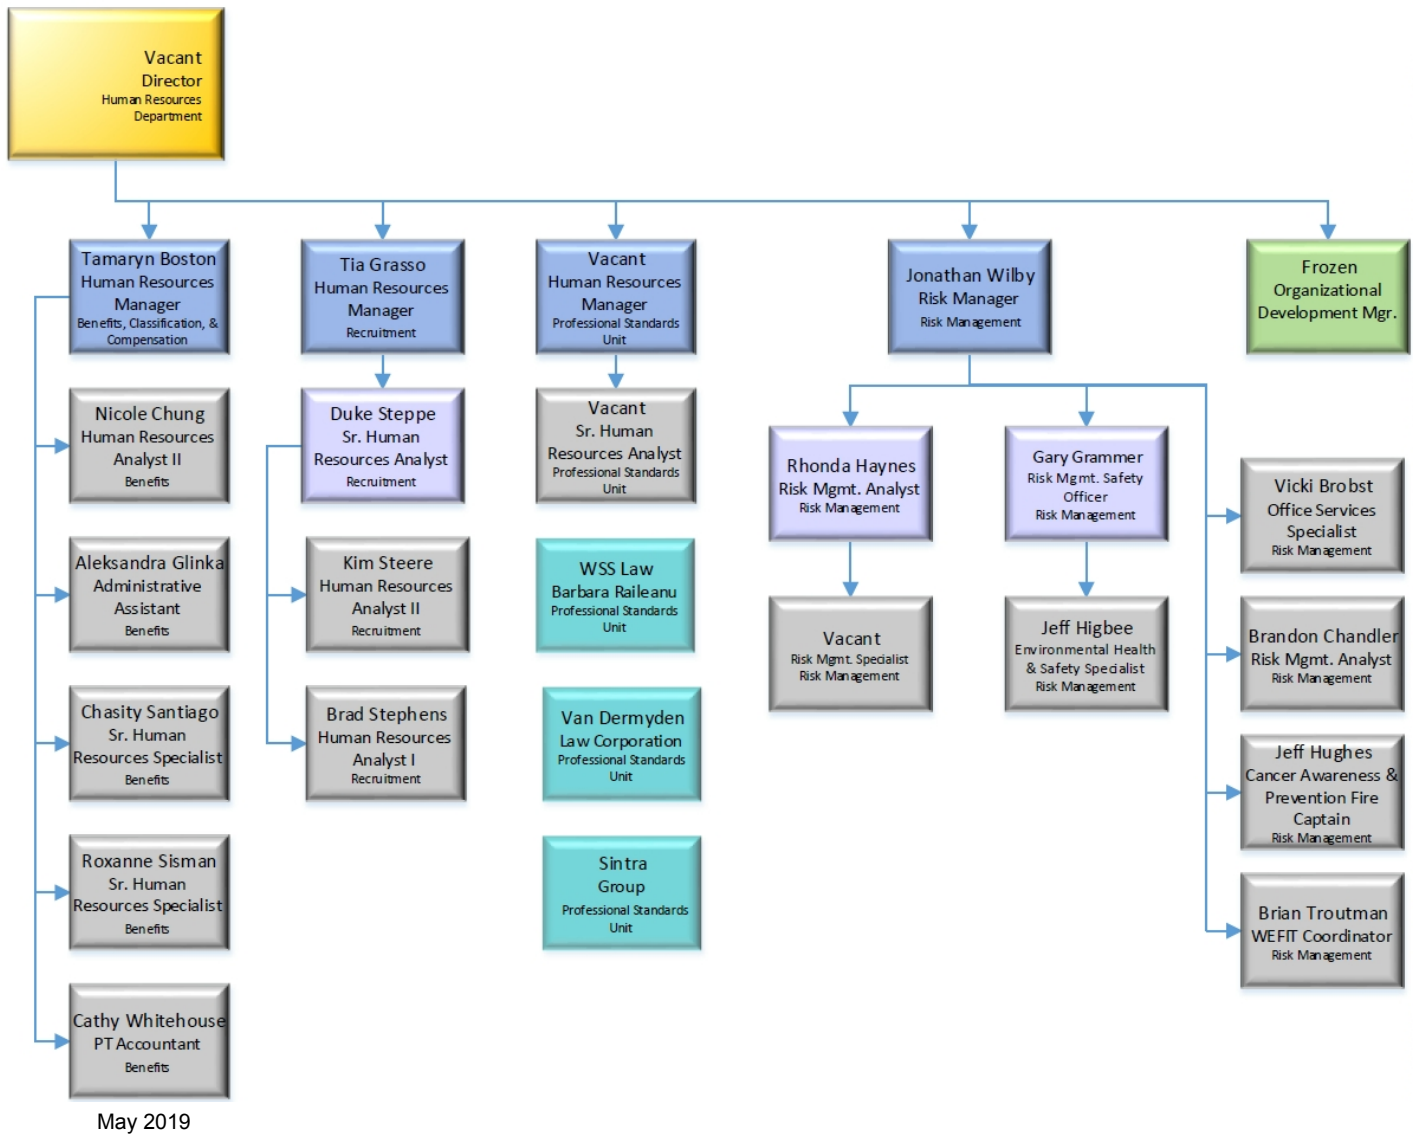 Vacant
Director
Human Resources
Department
Tamaryn Boston
Human Resources
Manager
Benefits, Classification, &
Compensation
Tia Grasso
Human Resources
Manager
Recruitment
Vacant
Human Resources
Manager
Professional Standards
Unit
Jonathan Wilby
Risk Manager
Risk Management
Frozen
Organizational
Development Mgr.
Nicole Chung
Human Resources
Analyst II
Benefits
Aleksandra Glinka
Administrative
Assistant
Benefits
Chasity Santiago
Sr. Human
Resources Specialist
Benefits
Roxanne Sisman
Sr. Human
Resources Specialist
Benefits
Cathy Whitehouse
PT Accountant
Benefits
Duke Steppe
Sr. Human
Resources Analyst
Recruitment
Kim Steere
Human Resources
Analyst II
Recruitment
Brad Stephens
Human Resources
Analyst I
Recruitment
Vacant
Sr. Human
Resources Analyst
Professional Standards
Unit
WSS Law
Barbara Raileanu
Professional Standards
Unit
Van Dermyden
Law Corporation
Professional Standards
Unit
Sintra
Group
Professional Standards
Unit
Rhonda Haynes
Risk Mgmt. Analyst
Risk Management
Vacant
Risk Mgmt. Specialist
Risk Management
Gary Grammer
Risk Mgmt. Safety
Officer
Risk Management
Jeff Higbee
Environmental Health
& Safety Specialist
Risk Management
Vicki Brobst
Office Services
Specialist
Risk Management
Brandon Chandler
Risk Mgmt. Analyst
Risk Management
Jeff Hughes
Cancer Awareness &
Prevention Fire
Captain
Risk Management
Brian Troutman
WEFIT Coordinator
Risk Management
May 2019